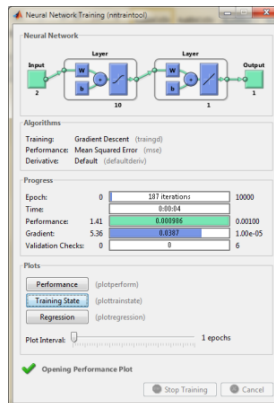 Neural Network Training (nntraintool)
Neural Network
Layer Layer
Input Output
W W
b b
2 10 1 1
Algorithms
Training: Gradient Descent (traingd)
Performance: Mean Squared Error (mse)
Derivative: Default (defaultderiv)
Progress
Epoch: 0 187 iterations 10000
Time: 0:00:04
Performance: 1.41 0.000986 0.00100
Gradient: 5.36 0.0387 1.00e-05
Validation Checks: 0 0 6
Plots
Performance (plotperform)
Training State (plottrainstate)
Regression (plotregression)
Plot Interval: 1 epochs
Opening Performance Plot
Stop Training Cancel